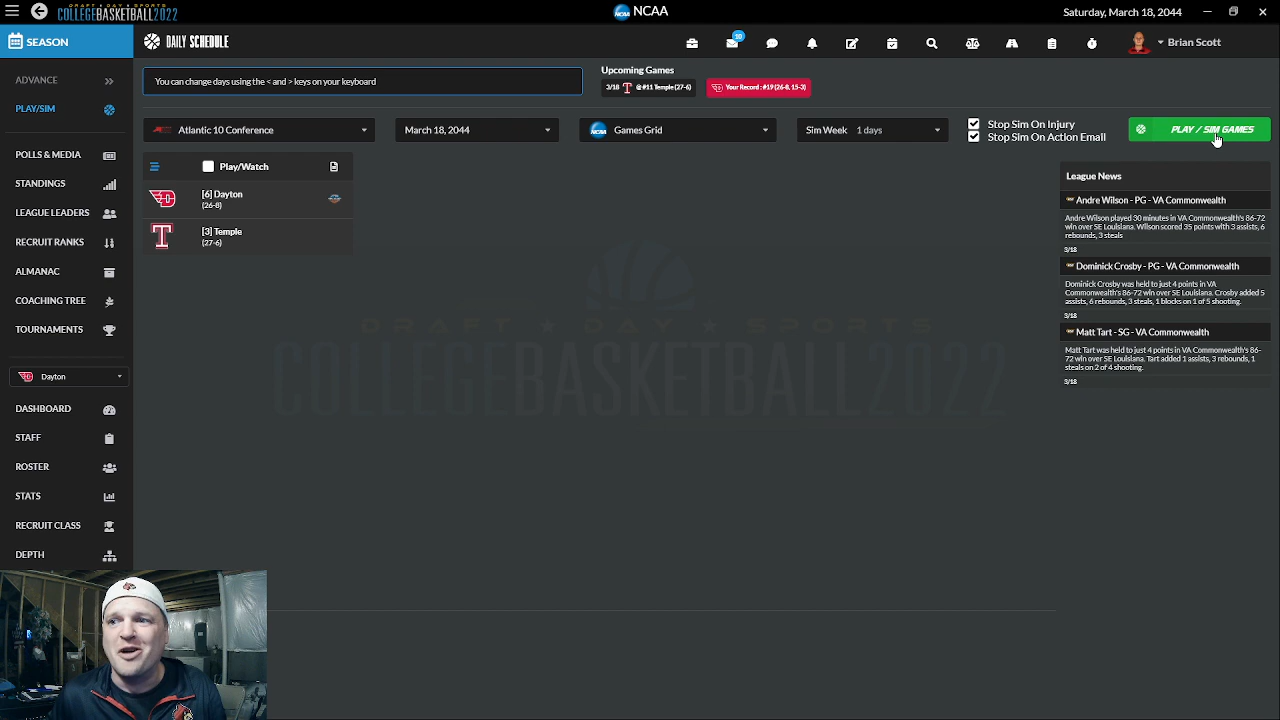 DRAFT DAY SPORTS
COLLEGEBASKETBALL2022
NCAA
Saturday, March 18, 2044
SEASON
DAILY SCHEDULE
10
Brian Scott
ADVANCE
PLAY/SIM
POLLS & MEDIA
STANDINGS
LEAGUE LEADERS
RECRUIT RANKS
ALMANAC
COACHING TREE
TOURNAMENTS
Dayton
DASHBOARD
STAFF
ROSTER
STATS
RECRUIT CLASS
DEPTH
You can change days using the < and > keys on your keyboard
Upcoming Games
3/18 T @ #11 Temple (27-6)
Your Record : #19 (26-8, 15-3)
Atlantic 10 Conference
March 18, 2044
Games Grid
Sim Week 1 days
Stop Sim On Injury
Stop Sim On Action Email
PLAY / SIM GAMES
Play/Watch
[6] Dayton
(26-8)
[3] Temple
(27-6)
DRAFT ★ DAY ★ SPORTS
COLLEGEBASKETBALL2022
League News
Andre Wilson - PG - VA Commonwealth
Andre Wilson played 30 minutes in VA Commonwealth's 86-72
win over SE Louisiana. Wilson scored 35 points with 3 assists, 6
rebounds, 3 steals
3/18
Dominick Crosby - PG - VA Commonwealth
Dominick Crosby was held to just 4 points in VA
Commonwealth's 86-72 win over SE Louisiana. Crosby added 5
assists, 6 rebounds, 3 steals, 1 blocks on 1 of 5 shooting.
3/18
Matt Tart - SG - VA Commonwealth
Matt Tart was held to just 4 points in VA Commonwealth's 86-
72 win over SE Louisiana. Tart added 1 assists, 3 rebounds, 1
steals on 2 of 4 shooting.
3/18